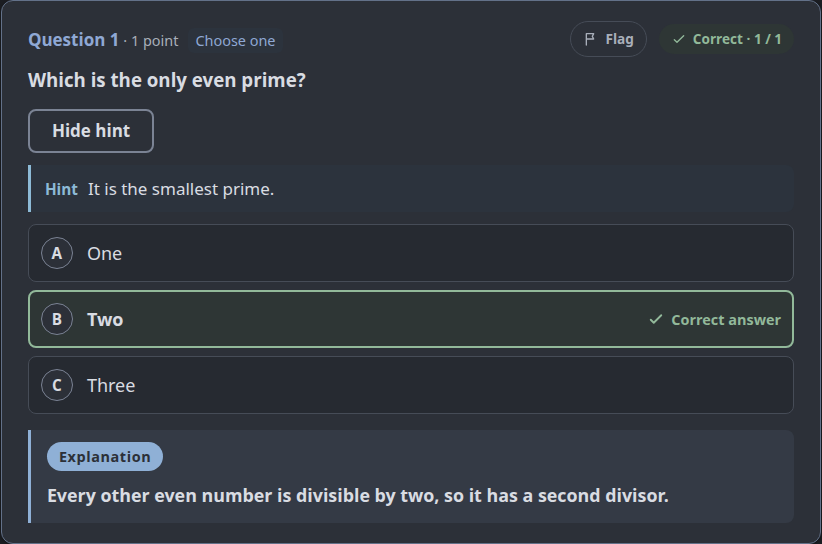 Question 1 · 1 point Choose one Flag Correct · 1 / 1
Which is the only even prime?
Hide hint
Hint It is the smallest prime.
A One
B Two Correct answer
C Three
Explanation
Every other even number is divisible by two, so it has a second divisor.